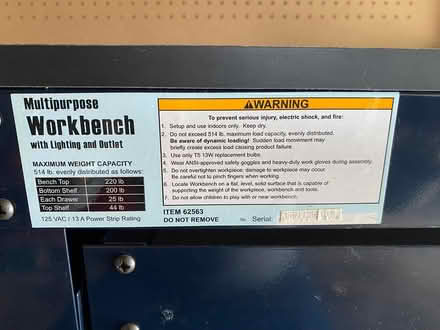 Multipurpose
Workbench
with Lighting and Outlet
MAXIMUM WEIGHT CAPACITY
514 lb. evenly distributed as follows:
Bench Top 220 lb
Bottom Shelf 200 lb
Each Drawer 25 lb
Top Shelf 44 lb
125 VAC / 13 A Power Strip Rating
⚠WARNING
To prevent serious injury, electric shock, and fire:
1. Setup and use indoors only. Keep dry.
2. Do not exceed 514 lb. maximum load capacity, evenly distributed.
Be aware of dynamic loading! Sudden load movement may
briefly create excess load causing product failure.
3. Use only T5 13W replacement bulbs.
4. Wear ANSI-approved safety goggles and heavy-duty work gloves during assembly.
5. Do not overtighten workpiece, damage to workpiece may occur.
Be careful not to pinch fingers when working.
6. Locate Workbench on a flat, level, solid surface that is capable of
supporting the weight of the workpiece, workbench and tools.
7. Do not allow children to play with or near workbench.
ITEM 62563
DO NOT REMOVE
Serial: